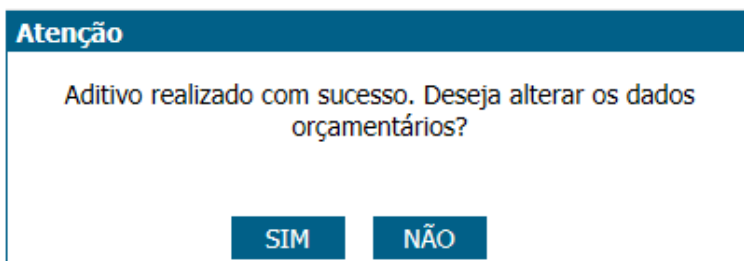 Atenção
Aditivo realizado com sucesso. Deseja alterar os dados
orçamentários?
SIM NÃO